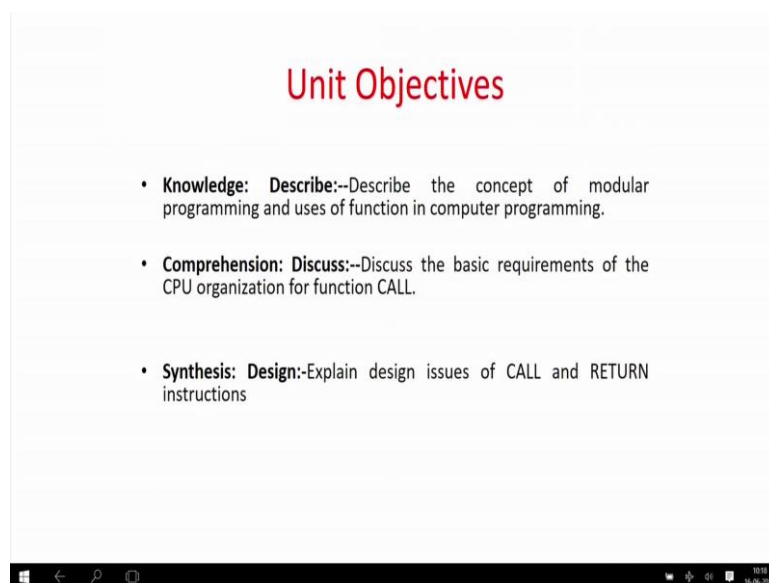 Unit Objectives
• Knowledge: Describe:--Describe the concept of modular
programming and uses of function in computer programming.
• Comprehension: Discuss:--Discuss the basic requirements of the
CPU organization for function CALL.
• Synthesis: Design:-Explain design issues of CALL and RETURN
instructions
10:18